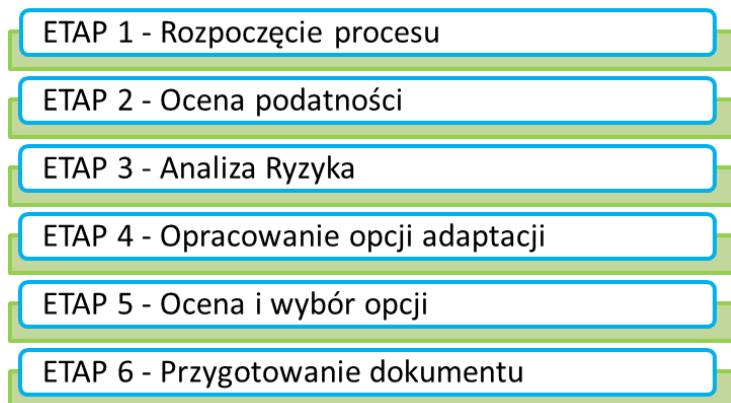 ETAP 1 - Rozpoczęcie procesu
ETAP 2 - Ocena podatności
ETAP 3 - Analiza Ryzyka
ETAP 4 - Opracowanie opcji adaptacji
ETAP 5 - Ocena i wybór opcji
ETAP 6 - Przygotowanie dokumentu